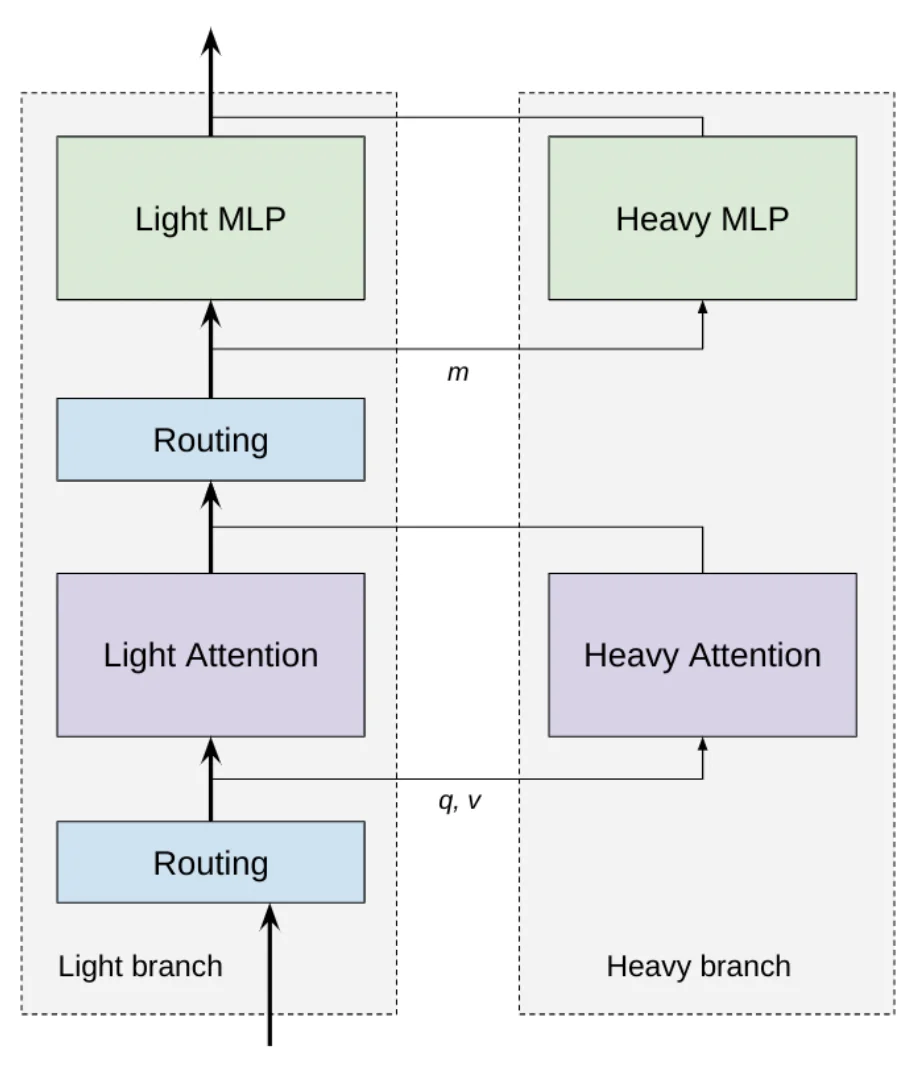 Light MLP
Heavy MLP
m
Routing
Light Attention
Heavy Attention
q, v
Routing
Light branch
Heavy branch